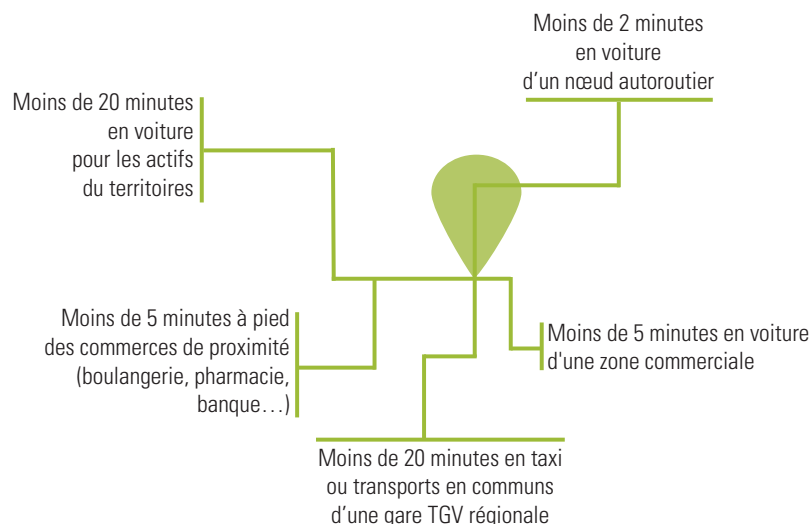 Moins de 2 minutes
en voiture
d'un nœud autoroutier
Moins de 20 minutes
en voiture
pour les actifs
du territoires
Moins de 5 minutes à pied
des commerces de proximité
(boulangerie, pharmacie,
banque…)
Moins de 5 minutes en voiture
d'une zone commerciale
Moins de 20 minutes en taxi
ou transports en communs
d'une gare TGV régionale